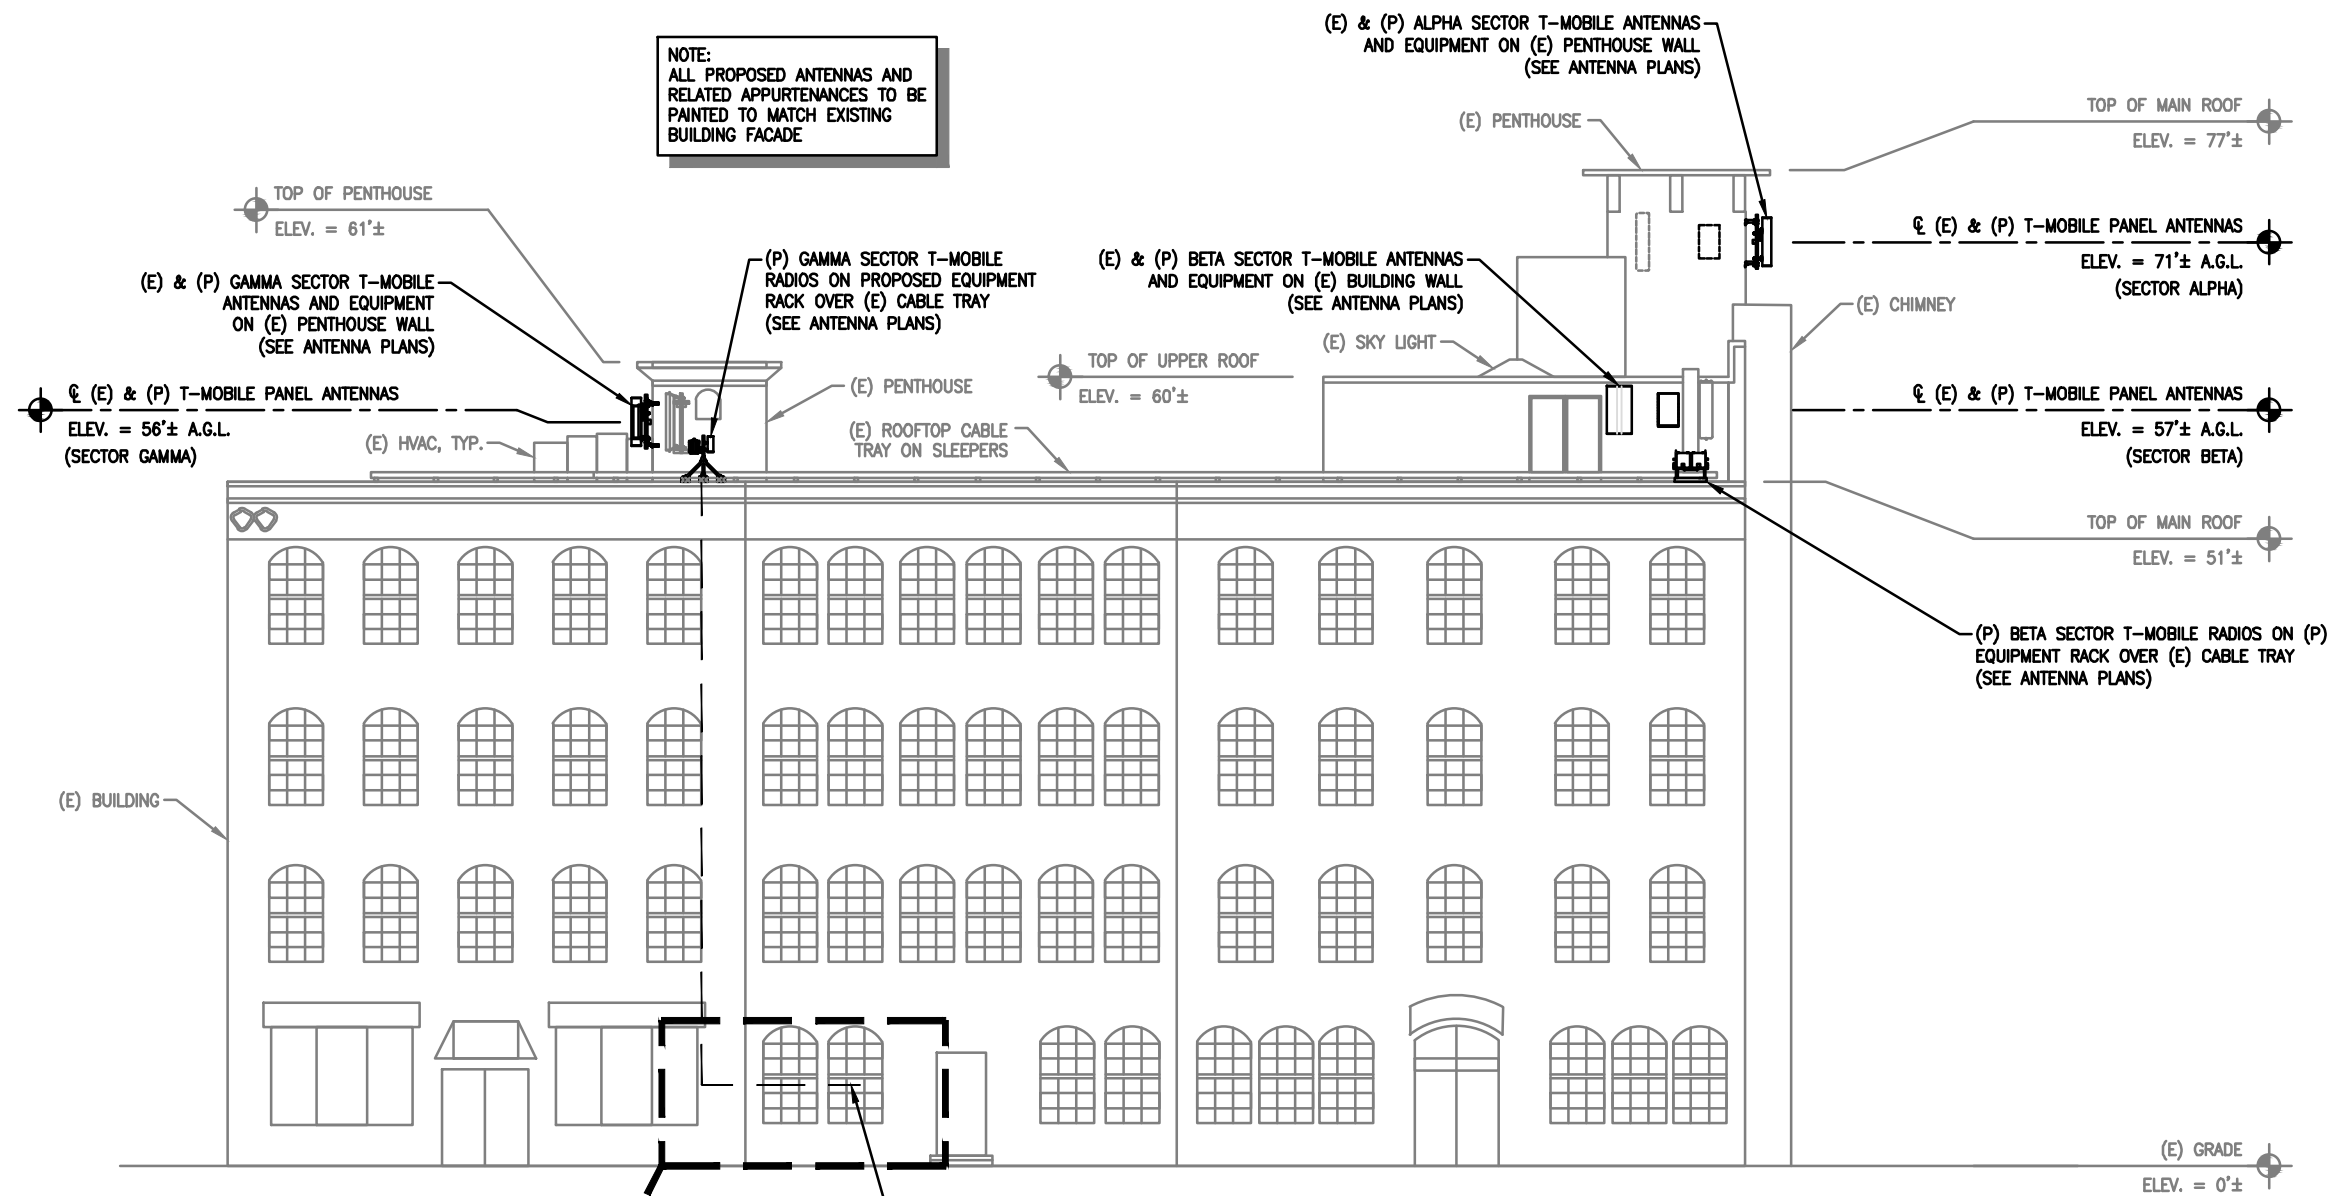 NOTE:
ALL PROPOSED ANTENNAS AND
RELATED APPURTENANCES TO BE
PAINTED TO MATCH EXISTING
BUILDING FACADE
(E) & (P) ALPHA SECTOR T-MOBILE ANTENNAS
AND EQUIPMENT ON (E) PENTHOUSE WALL
(SEE ANTENNA PLANS)
(E) PENTHOUSE
TOP OF MAIN ROOF
ELEV. = 77'±
TOP OF PENTHOUSE
ELEV. = 61'±
℄ (E) & (P) T-MOBILE PANEL ANTENNAS
ELEV. = 71'± A.G.L.
(SECTOR ALPHA)
(E) & (P) GAMMA SECTOR T-MOBILE
ANTENNAS AND EQUIPMENT
ON (E) PENTHOUSE WALL
(SEE ANTENNA PLANS)
(P) GAMMA SECTOR T-MOBILE
RADIOS ON PROPOSED EQUIPMENT
RACK OVER (E) CABLE TRAY
(SEE ANTENNA PLANS)
(E) & (P) BETA SECTOR T-MOBILE ANTENNAS
AND EQUIPMENT ON (E) BUILDING WALL
(SEE ANTENNA PLANS)
(E) CHIMNEY
(E) SKY LIGHT
TOP OF UPPER ROOF
ELEV. = 60'±
℄ (E) & (P) T-MOBILE PANEL ANTENNAS
ELEV. = 56'± A.G.L.
(SECTOR GAMMA)
(E) PENTHOUSE
℄ (E) & (P) T-MOBILE PANEL ANTENNAS
ELEV. = 57'± A.G.L.
(SECTOR BETA)
(E) HVAC, TYP.
(E) ROOFTOP CABLE
TRAY ON SLEEPERS
TOP OF MAIN ROOF
ELEV. = 51'±
(P) BETA SECTOR T-MOBILE RADIOS ON (P)
EQUIPMENT RACK OVER (E) CABLE TRAY
(SEE ANTENNA PLANS)
(E) BUILDING
(E) GRADE
ELEV. = 0'±